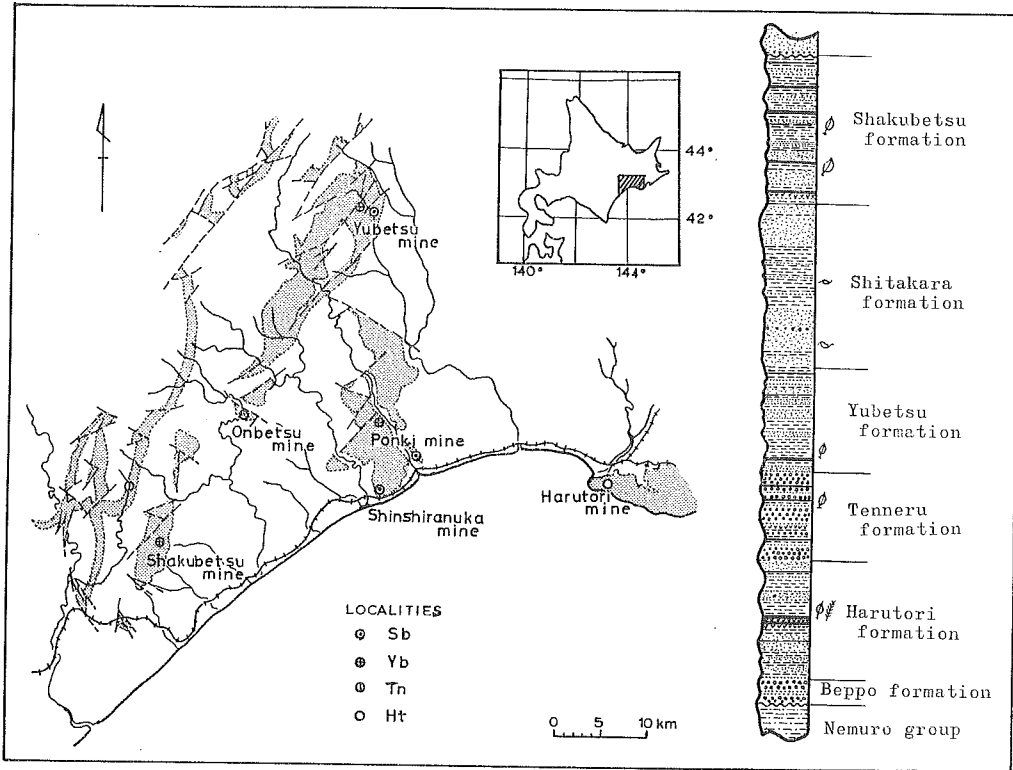 44°
42°
140°
144°
Yubetsu
mine
Onbetsu
mine
Ponki mine
Harutori
mine
Shinshiranuka
mine
Shakubetsu
mine
LOCALITIES
Sb
Yb
Tn
Ht
0 5 10 km
Shakubetsu
formation
Shitakara
formation
Yubetsu
formation
Tenneru
formation
Harutori
formation
Beppo formation
Nemuro group